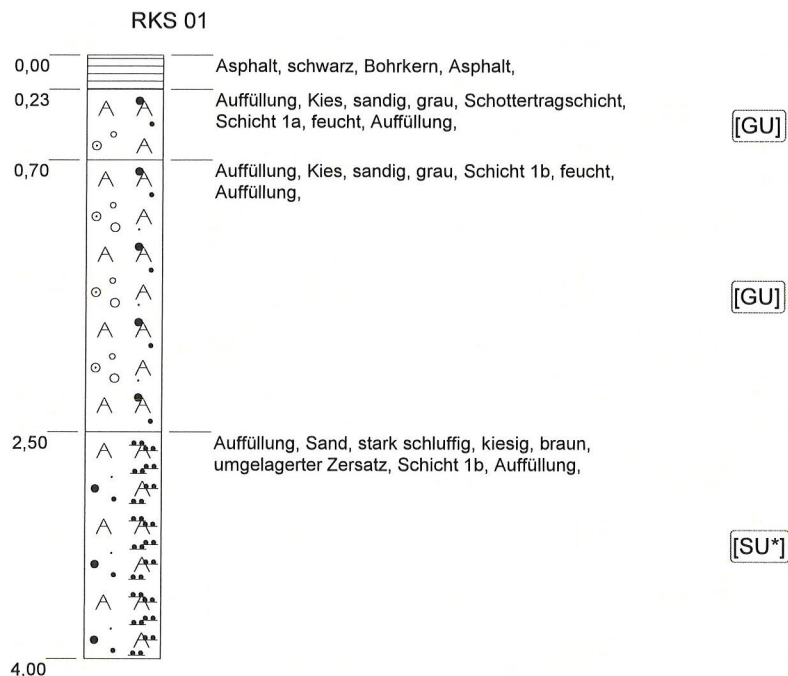 RKS 01
0,00
Asphalt, schwarz, Bohrkern, Asphalt,
0,23
Auffüllung, Kies, sandig, grau, Schottertragschicht,
Schicht 1a, feucht, Auffüllung,
[GU]
0,70
Auffüllung, Kies, sandig, grau, Schicht 1b, feucht,
Auffüllung,
[GU]
2,50
Auffüllung, Sand, stark schluffig, kiesig, braun,
umgelagerter Zersatz, Schicht 1b, Auffüllung,
[SU*]
4,00